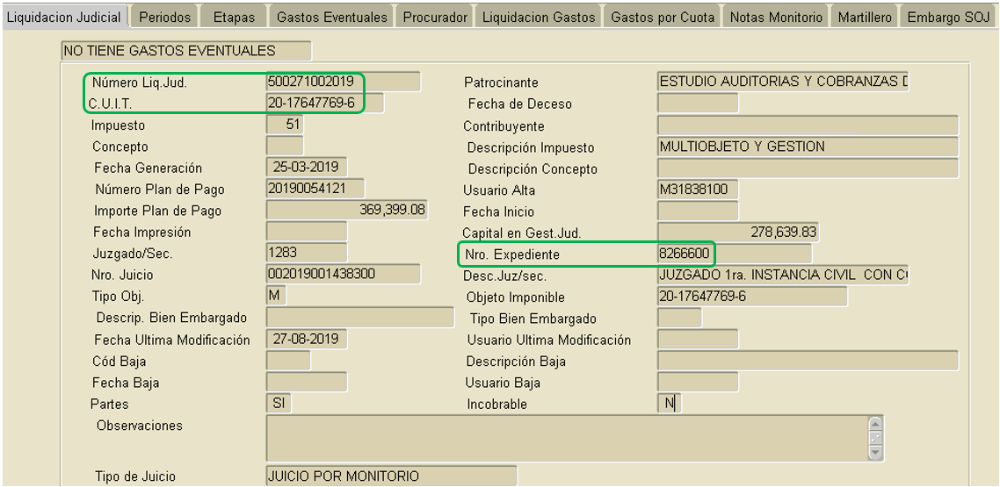 Liquidacion Judicial Periodos Etapas Gastos Eventuales Procurador Liquidacion Gastos Gastos por Cuota Notas Monitorio Martillero Embargo SOJ
NO TIENE GASTOS EVENTUALES
Número Liq.Jud. 500271002019 Patrocinante ESTUDIO AUDITORIAS Y COBRANZAS
C.U.I.T. 20-17647769-6 Fecha de Deceso
Impuesto 51 Contribuyente
Concepto Descripción Impuesto MULTIOBJETO Y GESTION
Fecha Generación 25-03-2019 Descripción Concepto
Número Plan de Pago 20190054121 Usuario Alta M31838100
Importe Plan de Pago 369,399.08 Fecha Inicio
Fecha Impresión Capital en Gest.Jud. 278,639.83
Juzgado/Sec. 1283 Nro. Expediente 8266600
Nro. Juicio 002019001438300 Desc.Juz/sec. JUZGADO 1ra. INSTANCIA CIVIL CON
Tipo Obj. M Objeto Imponible 20-17647769-6
Descrip. Bien Embargado Tipo Bien Embargado
Fecha Ultima Modificación 27-08-2019 Usuario Ultima Modificación
Cód Baja Descripción Baja
Fecha Baja Usuario Baja
Partes SI Incobrable N
Observaciones
Tipo de Juicio JUICIO POR MONITORIO